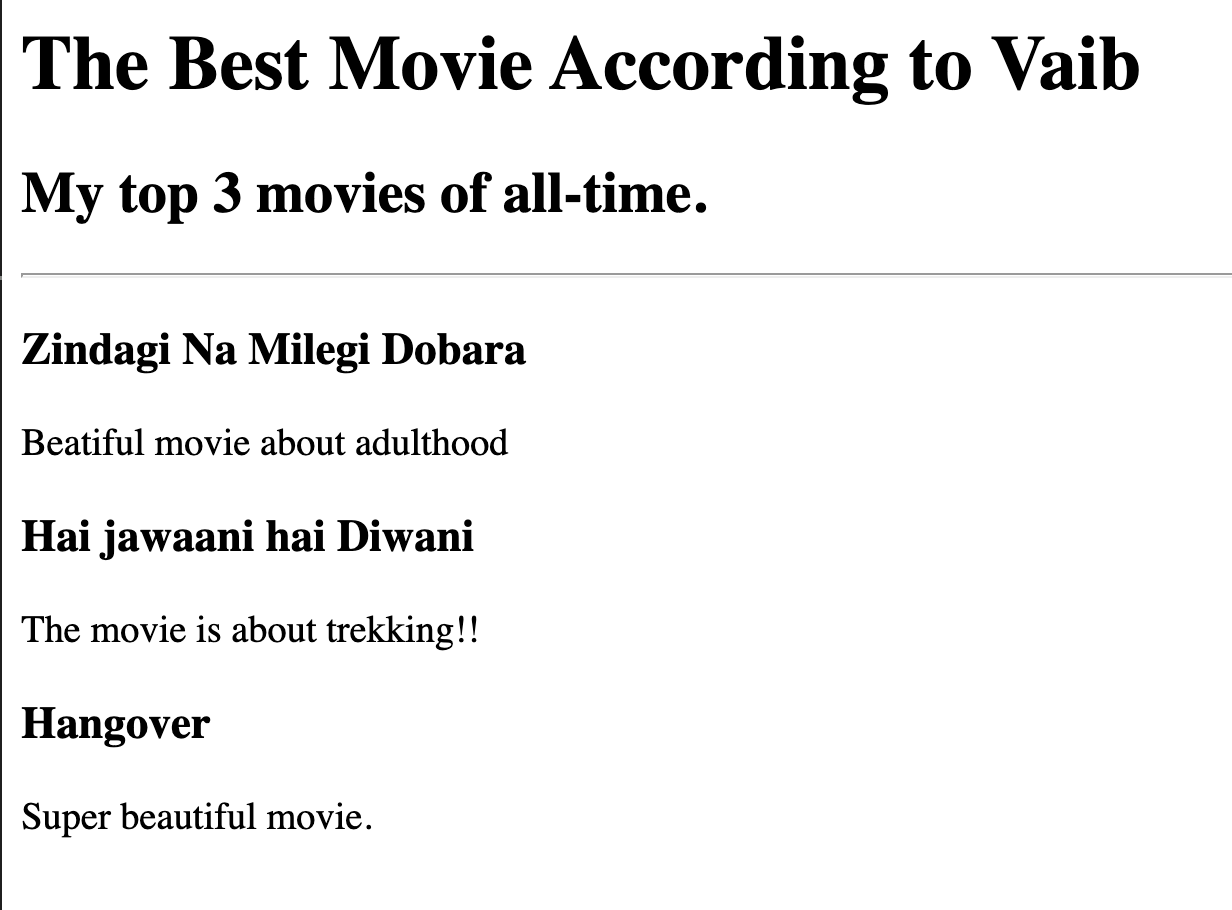 The Best Movie According to Vaib
My top 3 movies of all-time.
Zindagi Na Milegi Dobara
Beatiful movie about adulthood
Hai jawaani hai Diwani
The movie is about trekking!!
Hangover
Super beautiful movie.